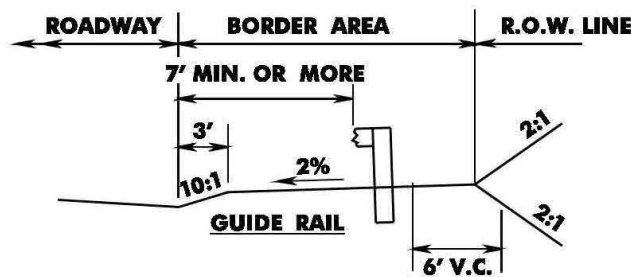 ROADWAY
BORDER AREA
R.O.W. LINE
7' MIN. OR MORE
3'
2:1
2%
10:1
GUIDE RAIL
2:1
6' V.C.